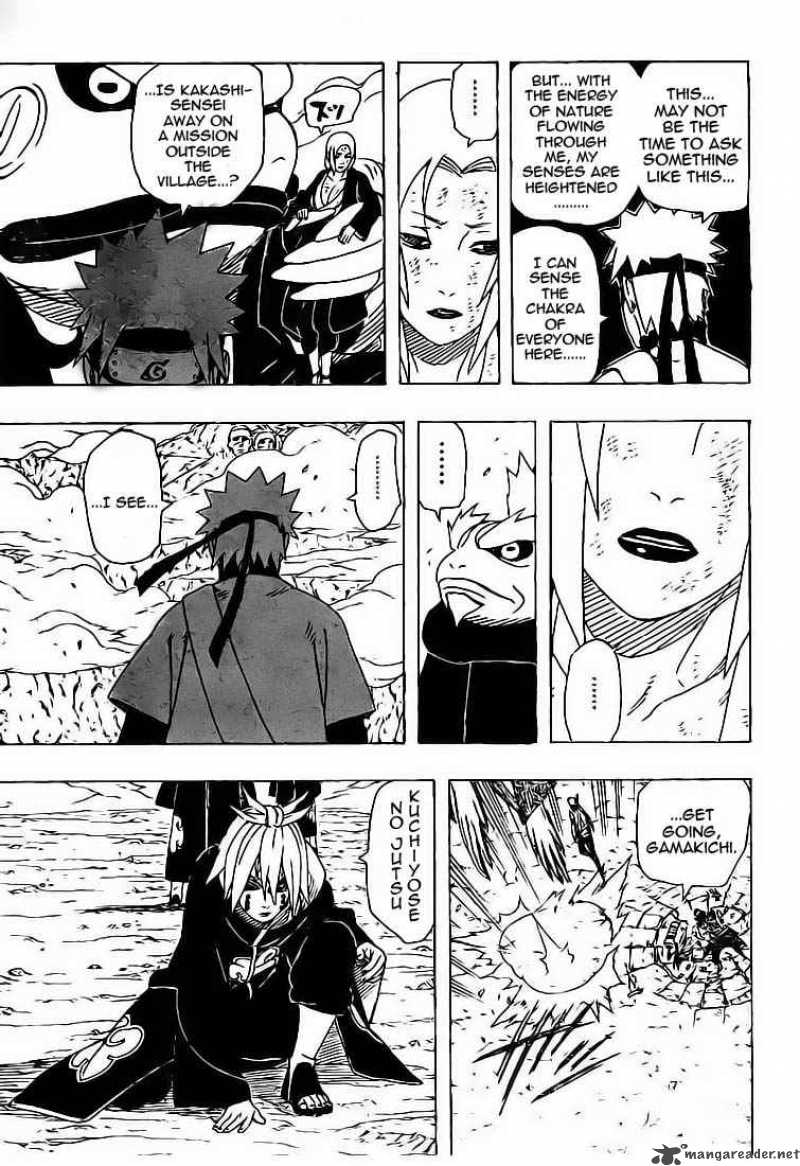 THIS...
MAY NOT
BE THE
TIME TO ASK
SOMETHING
LIKE THIS...
BUT... WITH
THE ENERGY
OF NATURE
FLOWING
THROUGH
ME, MY
SENSES ARE
HEIGHTENED
.........
I CAN
SENSE
THE
CHAKRA
OF
EVERYONE
HERE......
......
...IS KAKASHI-
SENSEI
AWAY ON
A MISSION
OUTSIDE
THE
VILLAGE...?
ズッ
......
......
......
...I SEE...
...GET
GOING,
GAMAKICHI.
KUCHIYOSE
NO JUTSU
mangareader.net